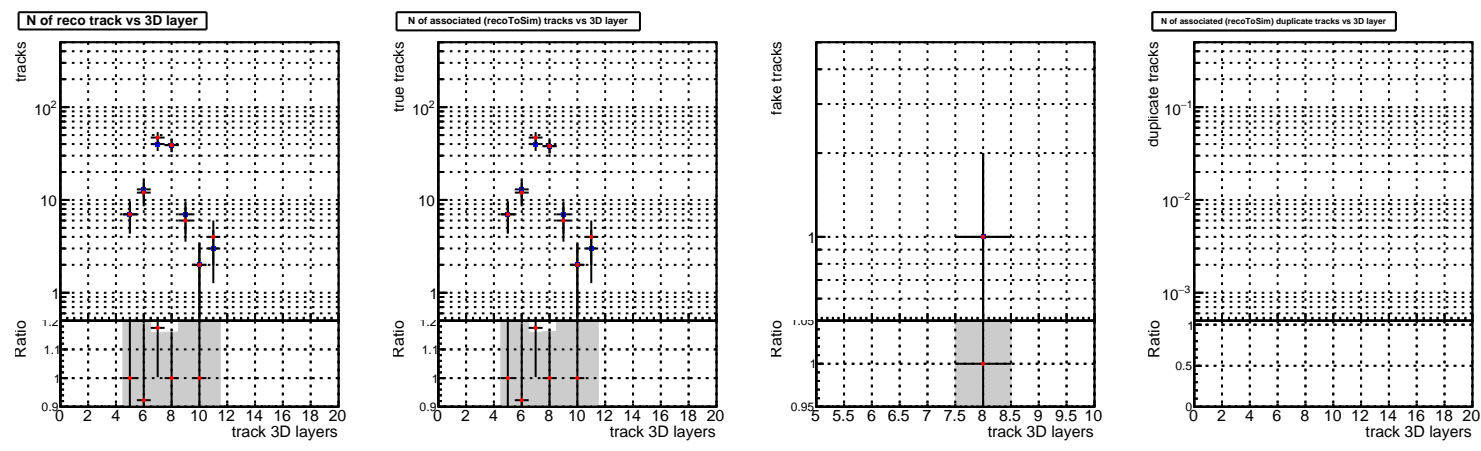 N of reco track vs 3D layer
tracks
10²
10
1
Ratio
1.2
1.1
1
0.9
0 2 4 6 8 10 12 14 16 18 20
track 3D layers
N of associated (recoToSim) tracks vs 3D layer
true tracks
10²
10
1
Ratio
1.2
1.1
1
0.9
0 2 4 6 8 10 12 14 16 18 20
track 3D layers
fake tracks
1
Ratio
1.05
1
0.95
5 5.5 6 6.5 7 7.5 8 8.5 9 9.5 10
track 3D layers
N of associated (recoToSim) duplicate tracks vs 3D layer
duplicate tracks
10⁻¹
10⁻²
10⁻³
Ratio
1
0.5
0
0 2 4 6 8 10 12 14 16 18 20
track 3D layers